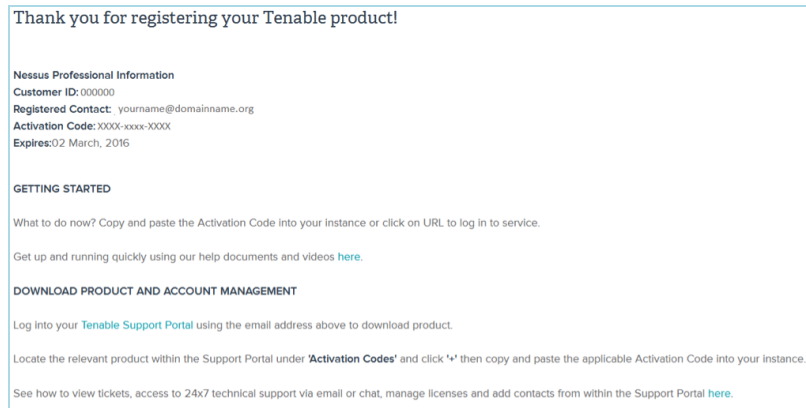 Thank you for registering your Tenable product!
Nessus Professional Information
Customer ID: 000000
Registered Contact: yourname@domainname.org
Activation Code: XXXX-xxxx-XXXX
Expires:02 March, 2016
GETTING STARTED
What to do now? Copy and paste the Activation Code into your instance or click on URL to log in to service.
Get up and running quickly using our help documents and videos here.
DOWNLOAD PRODUCT AND ACCOUNT MANAGEMENT
Log into your Tenable Support Portal using the email address above to download product.
Locate the relevant product within the Support Portal under 'Activation Codes' and click '+' then copy and paste the applicable Activation Code into your instance.
See how to view tickets, access to 24x7 technical support via email or chat, manage licenses and add contacts from within the Support Portal here.